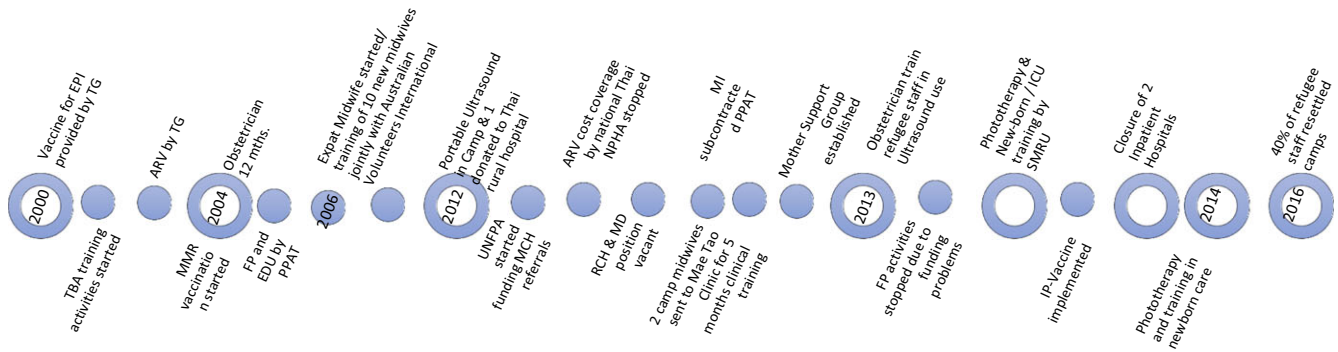 2000
Vaccine for EPI
provided by TG
TBA training
activities started
ARV by TG
2004
Obstetrician
12 mths.
MMR
vaccinatio
n started
FP and
EDU by
PPAT
2006
Expat Midwife started/
training of 10 new midwives
jointly with Australian
Volunteers International
2012
Portable Ultrasound
in Camp & 1
donated to Thai
rural hospital
UNFPA
started
funding MCH
referrals
ARV cost coverage
by national Thai
NPHA stopped
RCH & MD
position
vacant
2 camp midwives
sent to Mae Tao
Clinic for 5
months clinical
training
MI
subcontracte
d PPAT
Mother Support
Group
established
2013
Obstetrician train
refugee staff in
Ultrasound use
FP activities
stopped due to
funding
problems
Phototherapy &
New-born / ICU
training by
SMRU
IP-Vaccine
implemented
Closure of 2
Inpatient
Hospitals
2014
Phototherapy
and training in
newborn care
2016
40% of refugee
staff resettled
camps